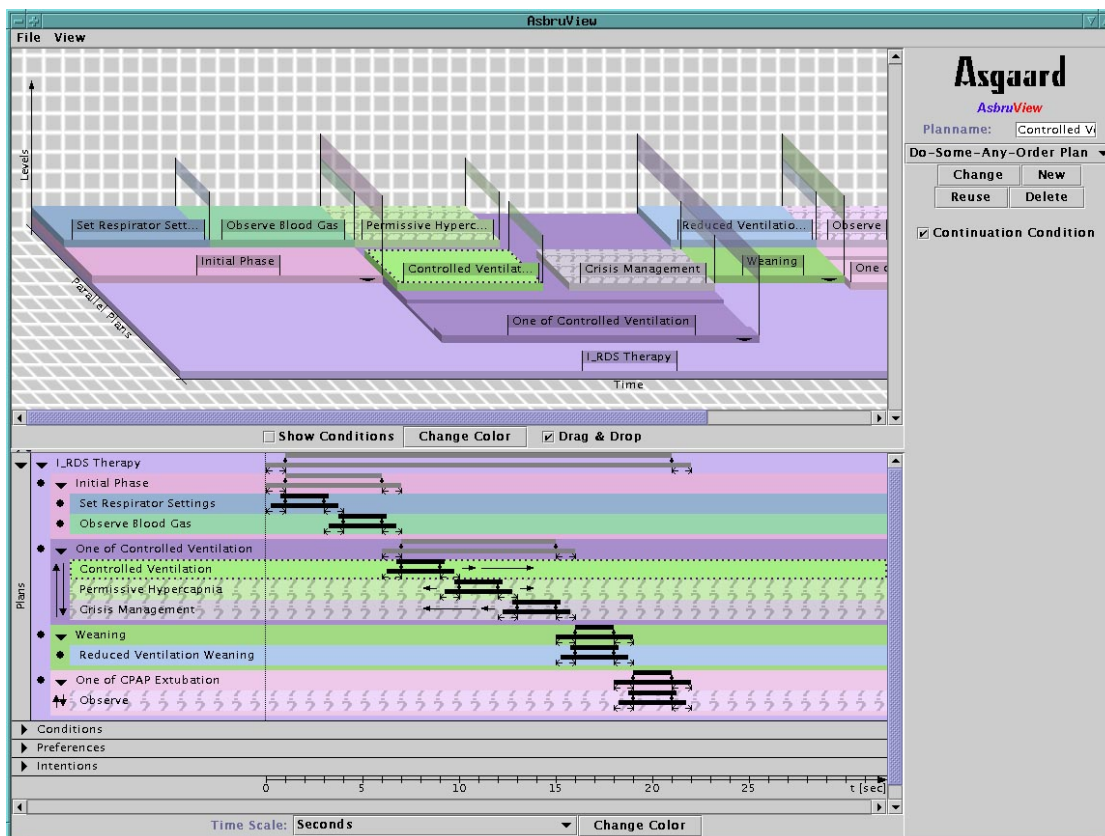 AsbruView
File View
Levels
Set Respirator Sett...
Observe Blood Gas
Permissive Hyperc...
Reduced Ventilatio...
Observe
Initial Phase
Controlled Ventilat...
Crisis Management
Weaning
One c
One of Controlled Ventilation
I_RDS Therapy
Parallel Plans
Time
Show Conditions Change Color Drag & Drop
Asgaard
AsbruView
Planname: Controlled V
Do-Some-Any-Order Plan
Change New
Reuse Delete
Continuation Condition
Plans
I_RDS Therapy
Initial Phase
Set Respirator Settings
Observe Blood Gas
One of Controlled Ventilation
Controlled Ventilation
Permissive Hypercapnia
Crisis Management
Weaning
Reduced Ventilation Weaning
One of CPAP Extubation
Observe
Conditions
Preferences
Intentions
0 5 10 15 20 25 t [sec]
Time Scale: Seconds Change Color